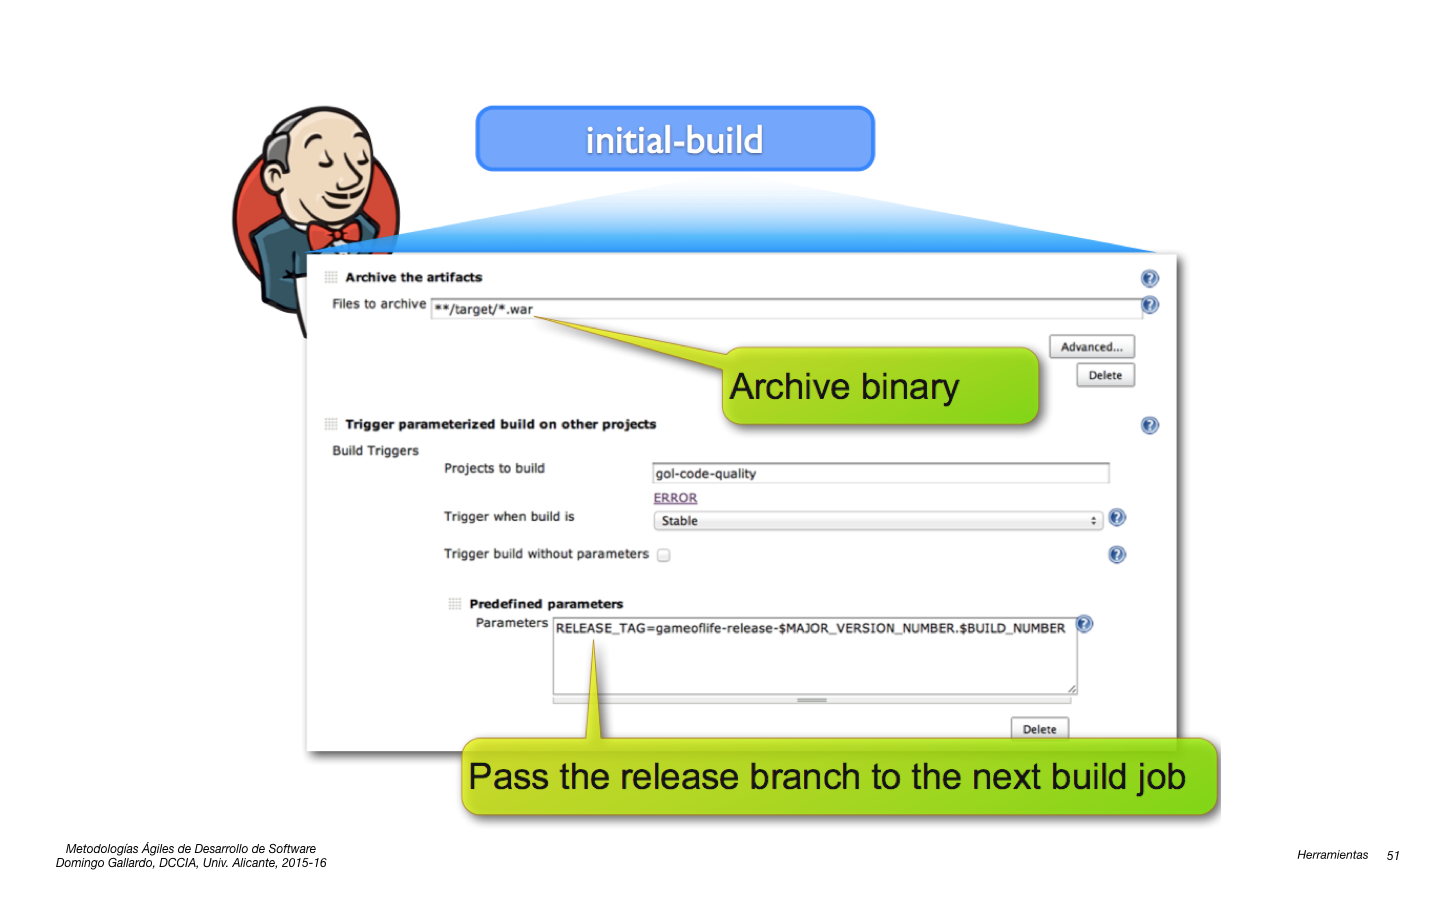 initial-build
Archive the artifacts
Files to archive **/target/*.war
Advanced...
Delete
Archive binary
Trigger parameterized build on other projects
Build Triggers
Projects to build gol-code-quality
ERROR
Trigger when build is Stable
Trigger build without parameters
Predefined parameters
Parameters RELEASE_TAG=gameoflife-release-$MAJOR_VERSION_NUMBER.$BUILD_NUMBER
Delete
Pass the release branch to the next build job
Metodologías Ágiles de Desarrollo de Software
Domingo Gallardo, DCCIA, Univ. Alicante, 2015-16
Herramientas 51